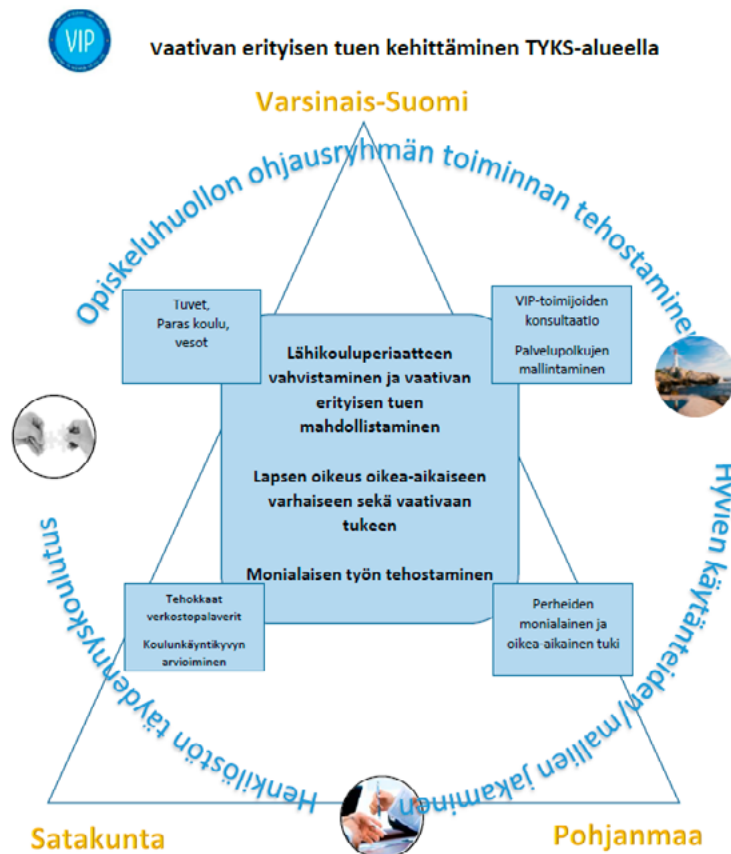 VIP
Vaativan erityisen tuen kehittäminen TYKS-alueella
Varsinais-Suomi
Opiskeluhuollon ohjausryhmän toiminnan tehostaminen
Tuvet,
Paras koulu,
vesot
VIP-toimijoiden
konsultaatio
Palvelupolkujen
mallintaminen
Lähikouluperiaatteen
vahvistaminen ja vaativan
erityisen tuen
mahdollistaminen
Lapsen oikeus oikea-aikaiseen
varhaiseen sekä vaativaan
tukeen
Monialaisen työn tehostaminen
Hyvien käytänteiden/mallien jakaminen
Henkilöstön täydennyskoulutus
Tehokkaat
verkostopalaverit
Koulunkäyntikyvyn
arvioiminen
Perheiden
monialainen ja
oikea-aikainen tuki
Satakunta
Pohjanmaa